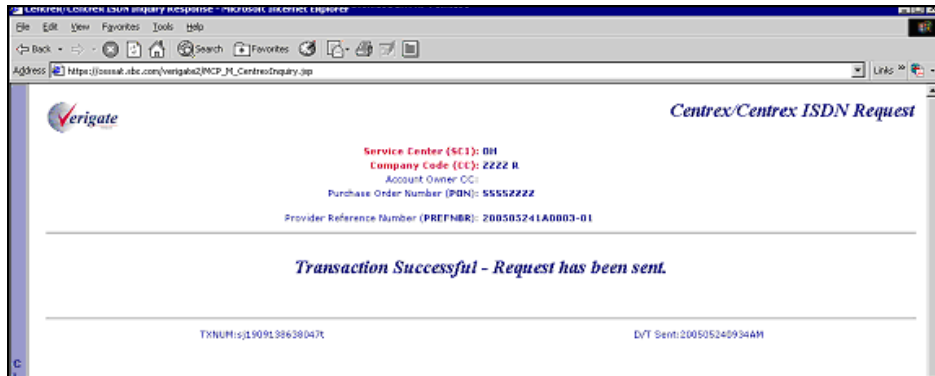 Centrex/Centrex ISDN Inquiry Response - Microsoft Internet Explorer
File Edit View Favorites Tools Help
Back Search Favorites
Address https://ossnat.sbc.com/verigate2/MCP_M_CentrexInquiry.jsp Links »
Verigate
Centrex/Centrex ISDN Request
Service Center (SC1): OH
Company Code (CC): 2222 R
Account Owner CC:
Purchase Order Number (PON): SSSS2222
Provider Reference Number (PREFNBR): 200505241A0003-01
Transaction Successful - Request has been sent.
TXNUM:sj1909138638047t D/T Sent:200505240934AM
C